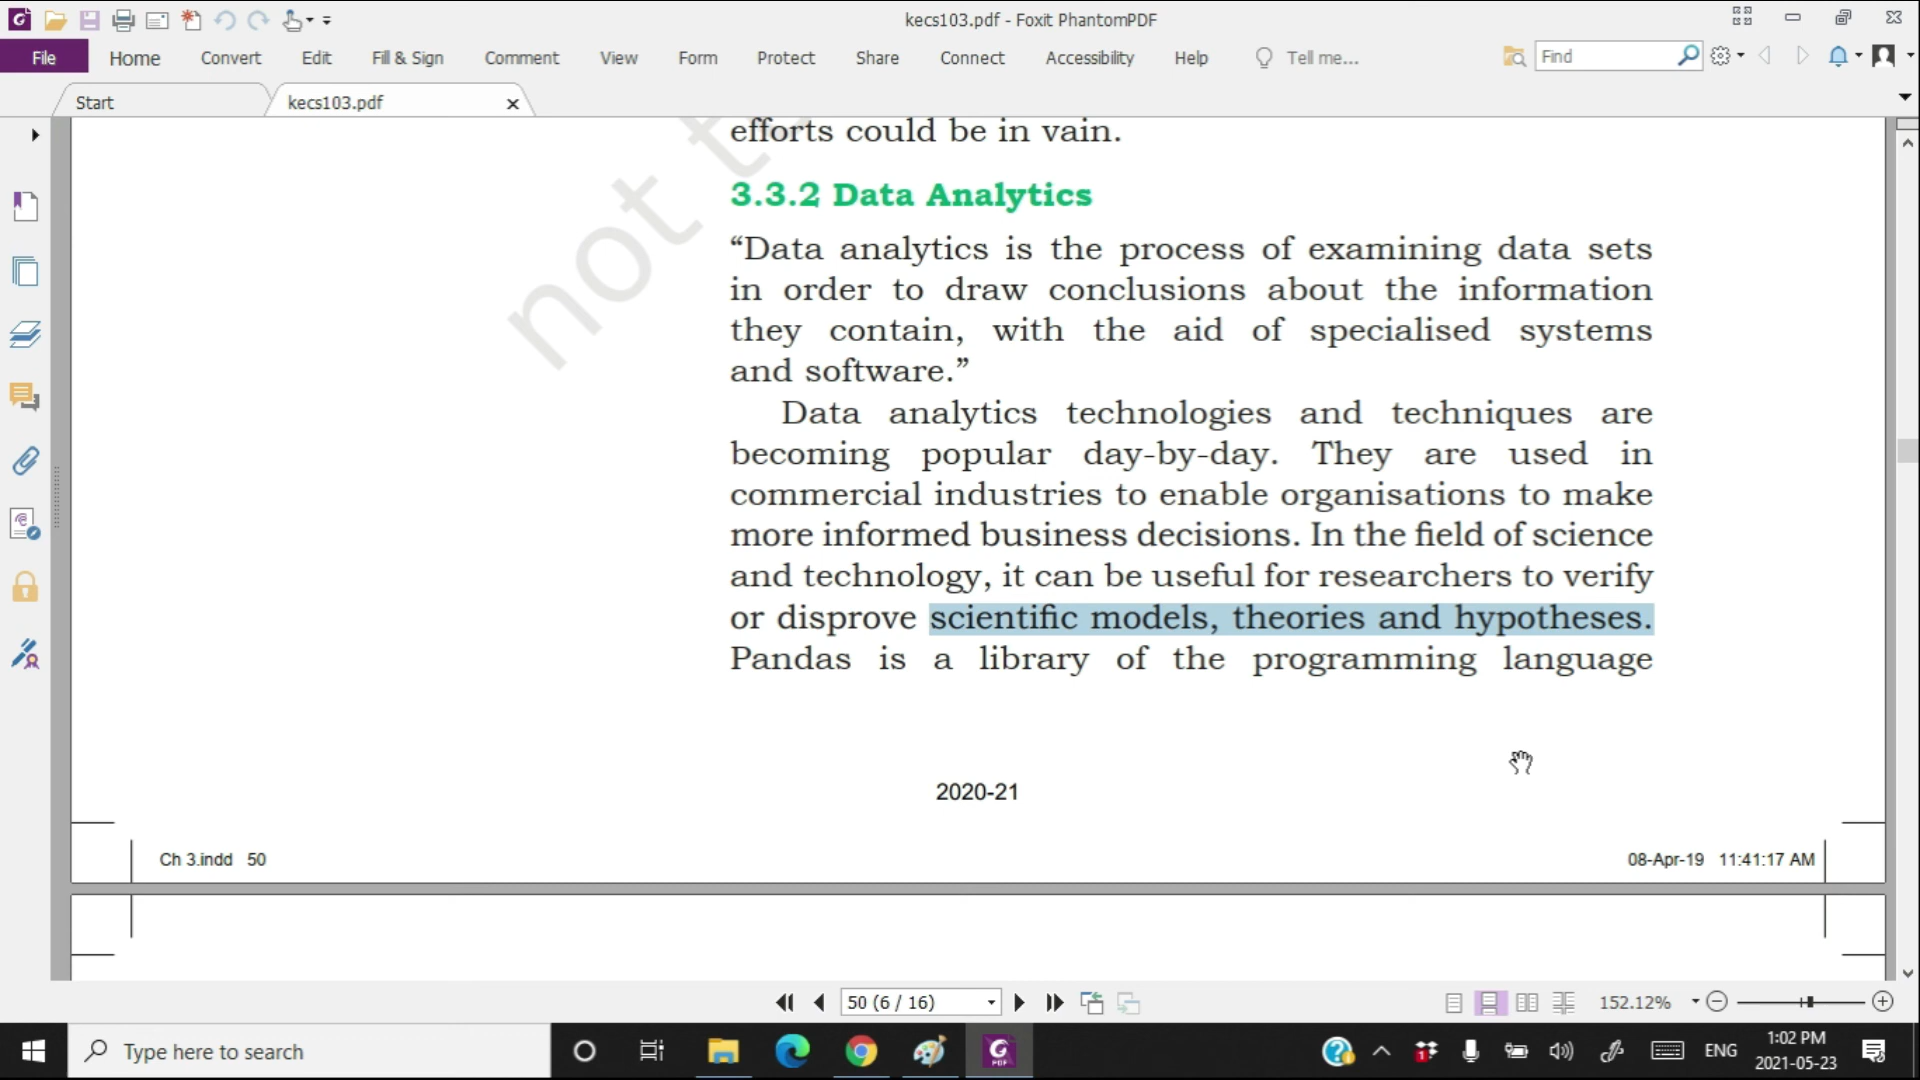 kecs103.pdf - Foxit PhantomPDF
File Home Convert Edit Fill & Sign Comment View Form Protect Share Connect Accessibility Help Tell me... Find
Start kecs103.pdf
efforts could be in vain.
not t
3.3.2 Data Analytics
“Data analytics is the process of examining data sets
in order to draw conclusions about the information
they contain, with the aid of specialised systems
and software.”
Data analytics technologies and techniques are
becoming popular day-by-day. They are used in
commercial industries to enable organisations to make
more informed business decisions. In the field of science
and technology, it can be useful for researchers to verify
or disprove scientific models, theories and hypotheses.
Pandas is a library of the programming language
2020-21
Ch 3.indd 50 08-Apr-19 11:41:17 AM
50 (6 / 16) 152.12%
Type here to search ENG 1:02 PM
2021-05-23